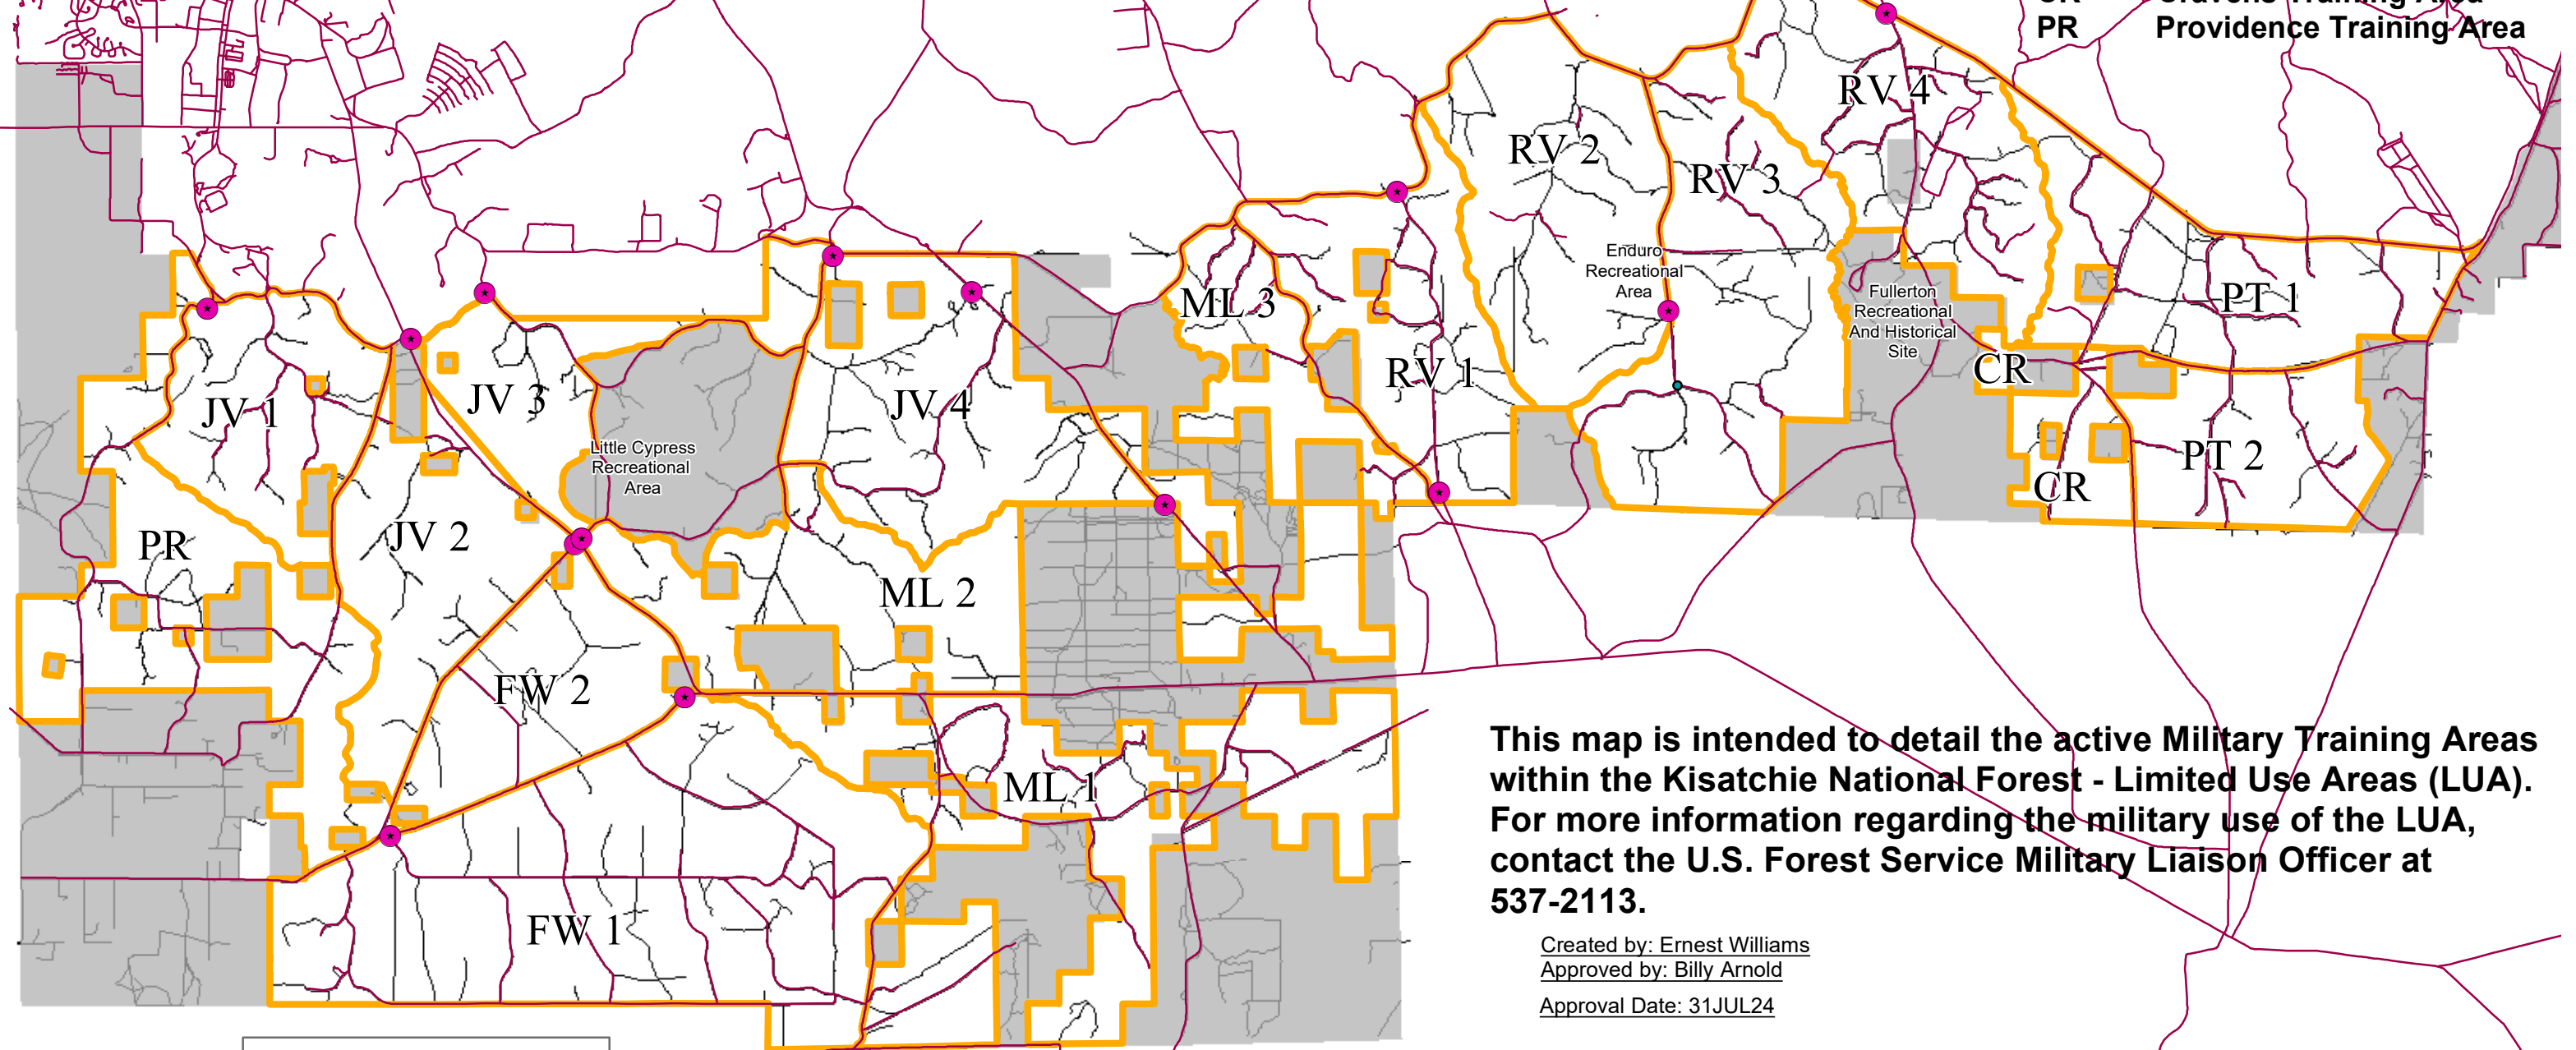 CR Cravens Training Area
PR Providence Training Area
RV 4
RV 2
RV 3
Enduro
Recreational
Area
ML 3
Fullerton
Recreational
And Historical
Site
PT 1
RV 1
CR
JV 1
JV 3
JV 4
Little Cypress
Recreational
Area
PT 2
CR
PR
JV 2
ML 2
FW 2
ML 1
FW 1
This map is intended to detail the active Military Training Areas
within the Kisatchie National Forest - Limited Use Areas (LUA).
For more information regarding the military use of the LUA,
contact the U.S. Forest Service Military Liaison Officer at
537-2113.
Created by: Ernest Williams
Approved by: Billy Arnold
Approval Date: 31JUL24